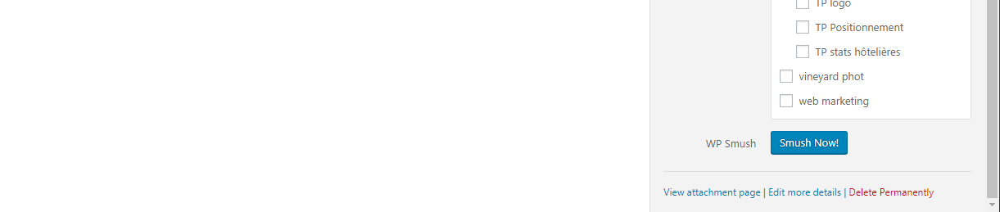 TP logo
TP Positionnement
TP stats hôtelières
vineyard phot
web marketing
WP Smush Smush Now!
View attachment page | Edit more details | Delete Permanently